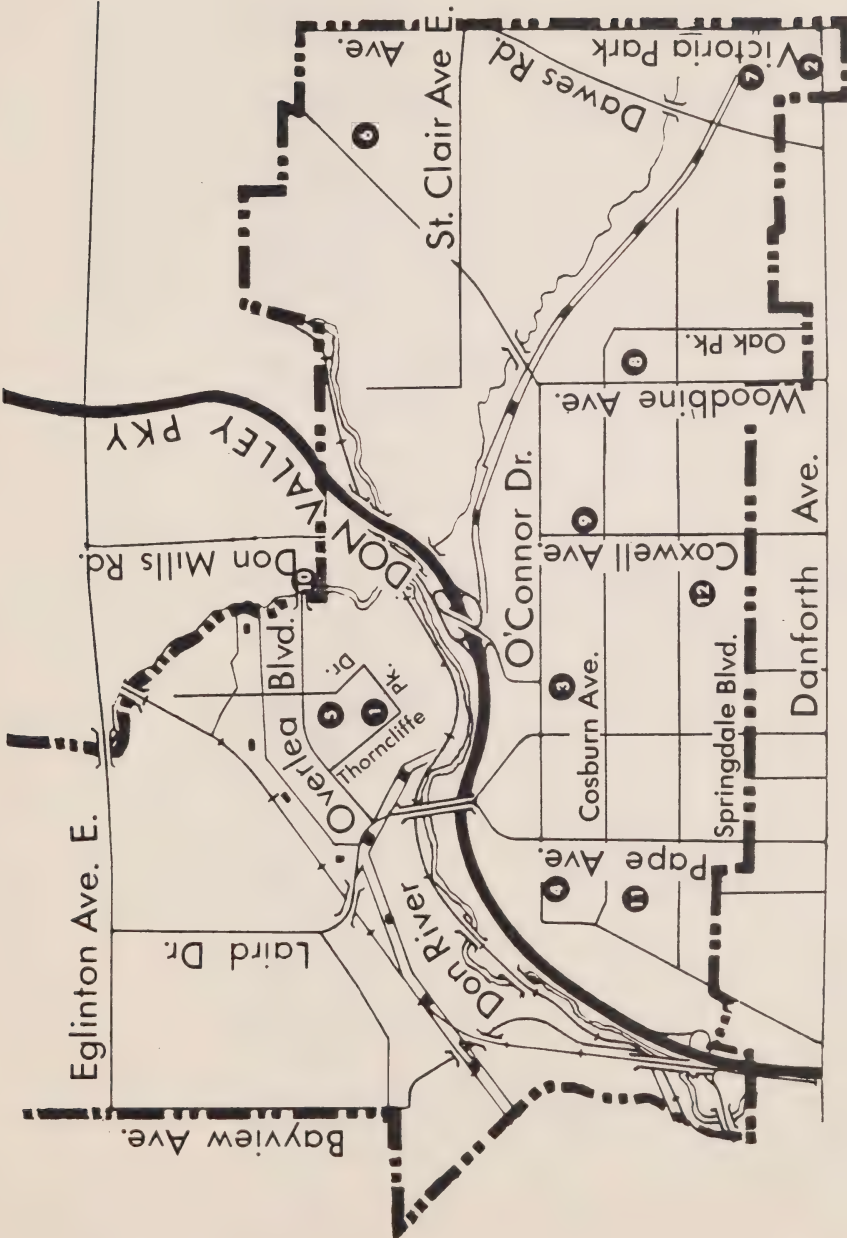 Eglinton Ave. E.
Bayview Ave.
Laird Dr.
Don Mills Rd.
DON VALLEY PKY
Overlea Blvd.
10
Thorncliffe Pk. Dr.
5
1
6
St. Clair Ave E.
Don River
O'Connor Dr.
Dawes Rd.
Victoria Park Ave.
4
3
9
Cosburn Ave.
11
8
Pape Ave.
Coxwell Ave.
Woodbine Ave.
Oak Pk.
12
7
Springdale Blvd.
2
Danforth Ave.